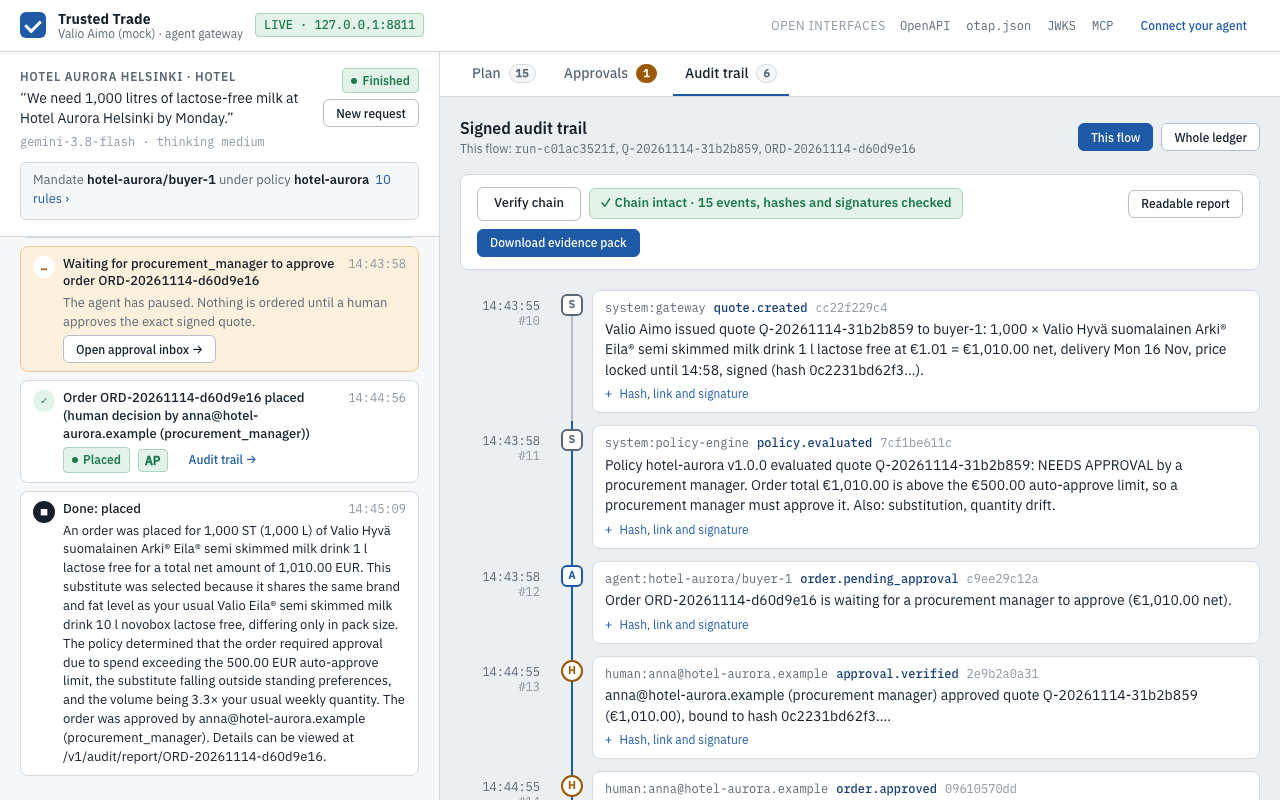 Trusted Trade
Valio Aimo (mock) · agent gateway
LIVE · 127.0.0.1:8811
OPEN INTERFACES OpenAPI otap.json JWKS MCP Connect your agent
HOTEL AURORA HELSINKI · HOTEL
Finished
“We need 1,000 litres of lactose-free milk at
Hotel Aurora Helsinki by Monday.”
New request
gemini-3.8-flash · thinking medium
Mandate hotel-aurora/buyer-1 under policy hotel-aurora 10
rules ›
Waiting for procurement_manager to approve
order ORD-20261114-d60d9e16
14:43:58
The agent has paused. Nothing is ordered until a human
approves the exact signed quote.
Open approval inbox →
✓
Order ORD-20261114-d60d9e16 placed
(human decision by anna@hotel-
aurora.example (procurement_manager))
14:44:56
Placed AP Audit trail →
Done: placed
14:45:09
An order was placed for 1,000 ST (1,000 L) of Valio Hyvä
suomalainen Arki® Eila® semi skimmed milk drink 1 l
lactose free for a total net amount of 1,010.00 EUR. This
substitute was selected because it shares the same brand
and fat level as your usual Valio Eila® semi skimmed milk
drink 10 l novobox lactose free, differing only in pack size.
The policy determined that the order required approval
due to spend exceeding the 500.00 EUR auto-approve
limit, the substitute falling outside standing preferences,
and the volume being 3.3× your usual weekly quantity. The
order was approved by anna@hotel-aurora.example
(procurement_manager). Details can be viewed at
/v1/audit/report/ORD-20261114-d60d9e16.
Plan 15 Approvals 1 Audit trail 6
Signed audit trail
This flow: run-c01ac3521f, Q-20261114-31b2b859, ORD-20261114-d60d9e16
This flow Whole ledger
Verify chain ✓ Chain intact · 15 events, hashes and signatures checked Readable report
Download evidence pack
14:43:55
#10
S
system:gateway quote.created cc22f229c4
Valio Aimo issued quote Q-20261114-31b2b859 to buyer-1: 1,000 × Valio Hyvä suomalainen Arki®
Eila® semi skimmed milk drink 1 l lactose free at €1.01 = €1,010.00 net, delivery Mon 16 Nov, price
locked until 14:58, signed (hash 0c2231bd62f3…).
+ Hash, link and signature
14:43:58
#11
S
system:policy-engine policy.evaluated 7cf1be611c
Policy hotel-aurora v1.0.0 evaluated quote Q-20261114-31b2b859: NEEDS APPROVAL by a
procurement manager. Order total €1,010.00 is above the €500.00 auto-approve limit, so a
procurement manager must approve it. Also: substitution, quantity drift.
+ Hash, link and signature
14:43:58
#12
A
agent:hotel-aurora/buyer-1 order.pending_approval c9ee29c12a
Order ORD-20261114-d60d9e16 is waiting for a procurement manager to approve (€1,010.00 net).
+ Hash, link and signature
14:44:55
#13
H
human:anna@hotel-aurora.example approval.verified 2e9b2a0a31
anna@hotel-aurora.example (procurement manager) approved quote Q-20261114-31b2b859
(€1,010.00), bound to hash 0c2231bd62f3….
+ Hash, link and signature
14:44:55
#14
H
human:anna@hotel-aurora.example order.approved 09610570dd